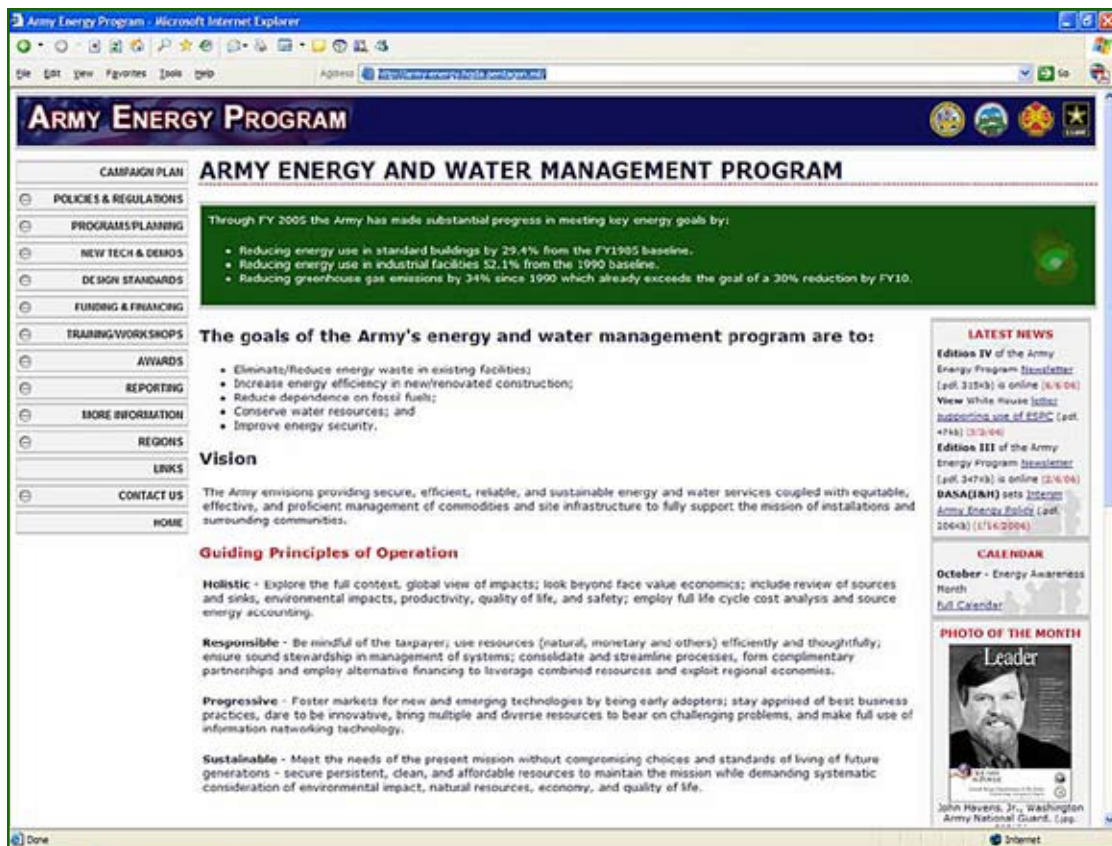 Army Energy Program - Microsoft Internet Explorer
File Edit View Favorites Tools Help
Address http://army-energy.hqda.pentagon.mil/
Go
ARMY ENERGY PROGRAM
CAMPAIGN PLAN
POLICIES & REGULATIONS
PROGRAMS/PLANNING
NEW TECH & DEMOS
DESIGN STANDARDS
FUNDING & FINANCING
TRAINING/WORKSHOPS
AWARDS
REPORTING
MORE INFORMATION
REGIONS
LINKS
CONTACT US
HOME
ARMY ENERGY AND WATER MANAGEMENT PROGRAM
Through FY 2005 the Army has made substantial progress in meeting key energy goals by:
• Reducing energy use in standard buildings by 29.4% from the FY1985 baseline.
• Reducing energy use in industrial facilities 52.1% from the 1990 baseline.
• Reducing greenhouse gas emissions by 34% since 1990 which already exceeds the goal of a 30% reduction by FY10.
The goals of the Army's energy and water management program are to:
• Eliminate/Reduce energy waste in existing facilities;
• Increase energy efficiency in new/renovated construction;
• Reduce dependence on fossil fuels;
• Conserve water resources; and
• Improve energy security.
Vision
The Army envisions providing secure, efficient, reliable, and sustainable energy and water services coupled with equitable,
effective, and proficient management of commodities and site infrastructure to fully support the mission of installations and
surrounding communities.
Guiding Principles of Operation
Holistic - Explore the full context, global view of impacts; look beyond face value economics; include review of sources
and sinks, environmental impacts, productivity, quality of life, and safety; employ full life cycle cost analysis and source
energy accounting.
Responsible - Be mindful of the taxpayer; use resources (natural, monetary and others) efficiently and thoughtfully;
ensure sound stewardship in management of systems; consolidate and streamline processes, form complimentary
partnerships and employ alternative financing to leverage combined resources and exploit regional economies.
Progressive - Foster markets for new and emerging technologies by being early adopters; stay apprised of best business
practices, dare to be innovative, bring multiple and diverse resources to bear on challenging problems, and make full use of
information networking technology.
Sustainable - Meet the needs of the present mission without compromising choices and standards of living of future
generations - secure persistent, clean, and affordable resources to maintain the mission while demanding systematic
consideration of environmental impact, natural resources, economy, and quality of life.
LATEST NEWS
Edition IV of the Army
Energy Program Newsletter
(.pdf, 315kb) is online (6/6/06)
View White House letter
supporting use of ESPC (.pdf,
47kb) (3/2/06)
Edition III of the Army
Energy Program Newsletter
(.pdf, 347kb) is online (2/6/06)
DASA(I&H) sets Interim
Army Energy Policy (.pdf,
206kb) (1/16/2006)
CALENDAR
October - Energy Awareness
Month
Full Calendar
PHOTO OF THE MONTH
Leader
John Havens, Jr., Washington
Army National Guard. (.jpg,
Done
Internet